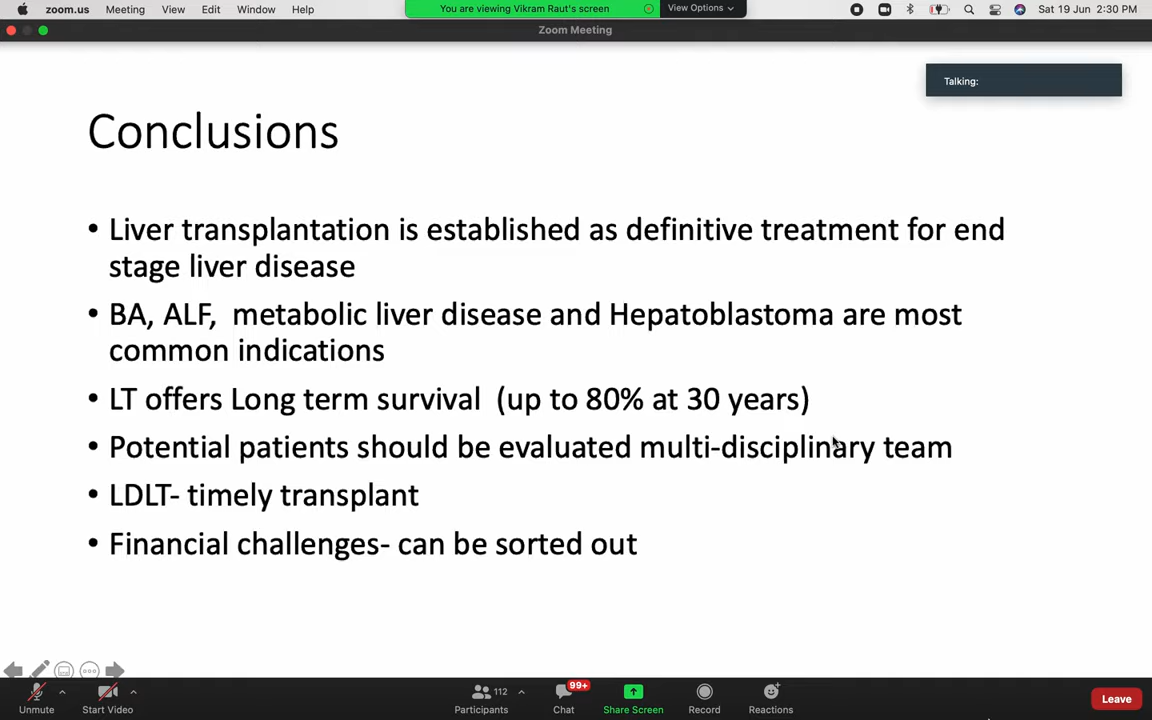 zoom.us Meeting View Edit Window Help You are viewing Vikram Raut's screen View Options Sat 19 Jun 2:30 PM
Zoom Meeting
Talking:
Conclusions
• Liver transplantation is established as definitive treatment for end
stage liver disease
• BA, ALF, metabolic liver disease and Hepatoblastoma are most
common indications
• LT offers Long term survival (up to 80% at 30 years)
• Potential patients should be evaluated multi-disciplinary team
• LDLT- timely transplant
• Financial challenges- can be sorted out
112 99+
Unmute Start Video Participants Chat Share Screen Record Reactions Leave